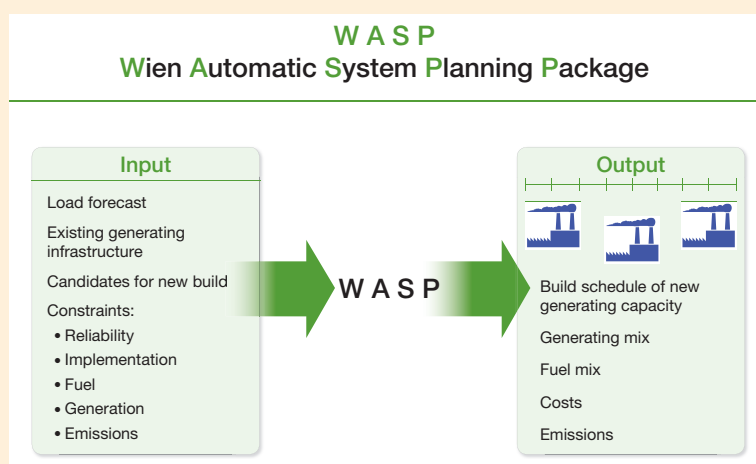 W A S P
Wien Automatic System Planning Package
Input
Load forecast
Existing generating
infrastructure
Candidates for new build
Constraints:
• Reliability
• Implementation
• Fuel
• Generation
• Emissions
W A S P
Output
Build schedule of new
generating capacity
Generating mix
Fuel mix
Costs
Emissions